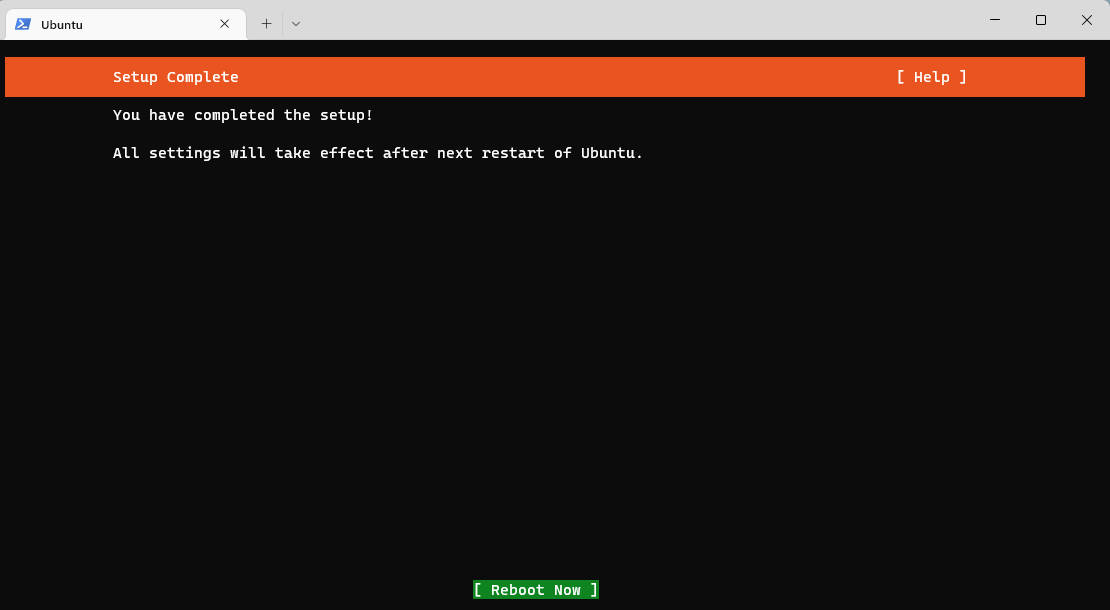 Ubuntu
Setup Complete [ Help ]
You have completed the setup!
All settings will take effect after next restart of Ubuntu.
[ Reboot Now ]